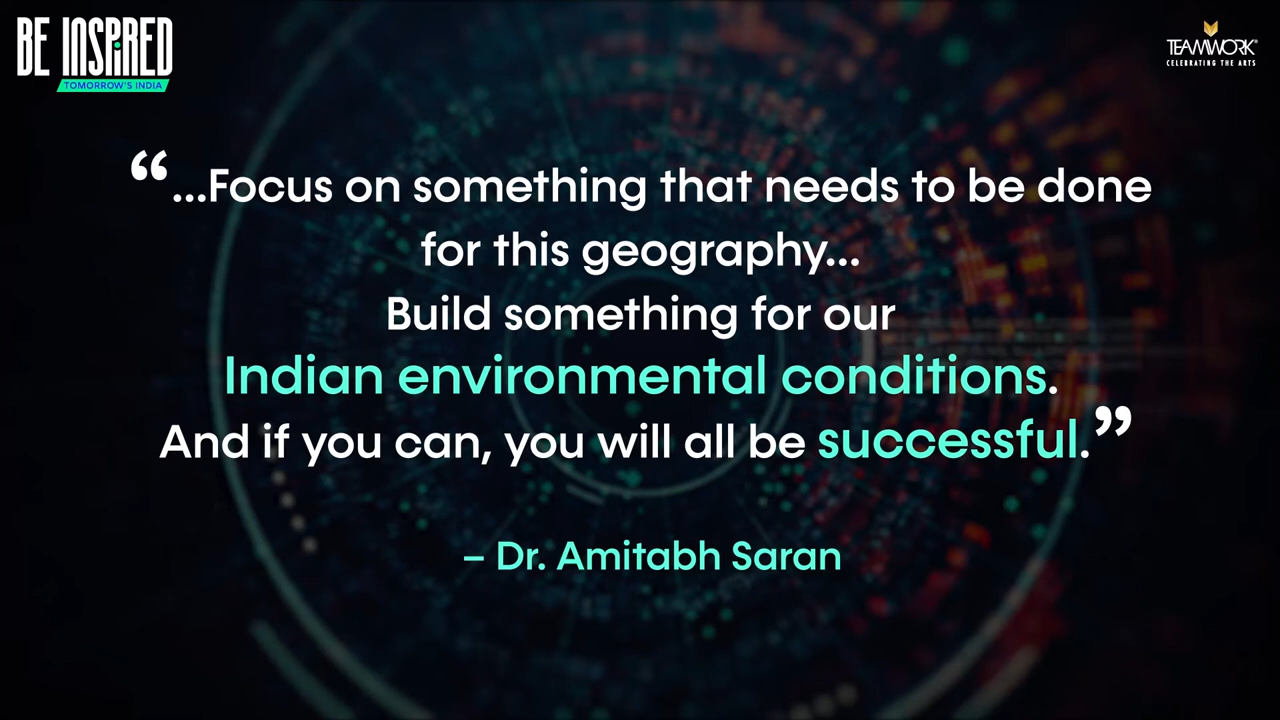 BE INSPIRED
TOMORROW'S INDIA
TEAMWORK®
CELEBRATING THE ARTS
“...Focus on something that needs to be done
for this geography...
Build something for our
Indian environmental conditions.
And if you can, you will all be successful.”
– Dr. Amitabh Saran